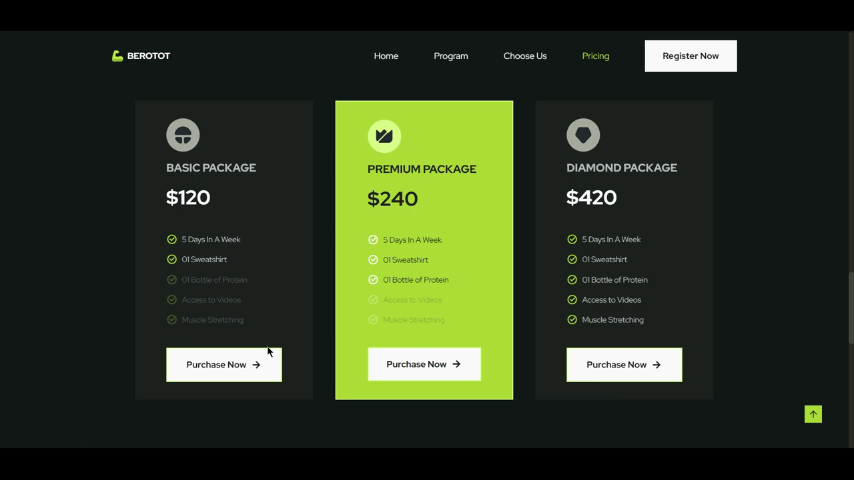 BEROTOT
Home
Program
Choose Us
Pricing
Register Now
BASIC PACKAGE
$120
5 Days In A Week
01 Sweatshirt
01 Bottle of Protein
Access to Videos
Muscle Stretching
Purchase Now
PREMIUM PACKAGE
$240
5 Days In A Week
01 Sweatshirt
01 Bottle of Protein
Access to Videos
Muscle Stretching
Purchase Now
DIAMOND PACKAGE
$420
5 Days In A Week
01 Sweatshirt
01 Bottle of Protein
Access to Videos
Muscle Stretching
Purchase Now